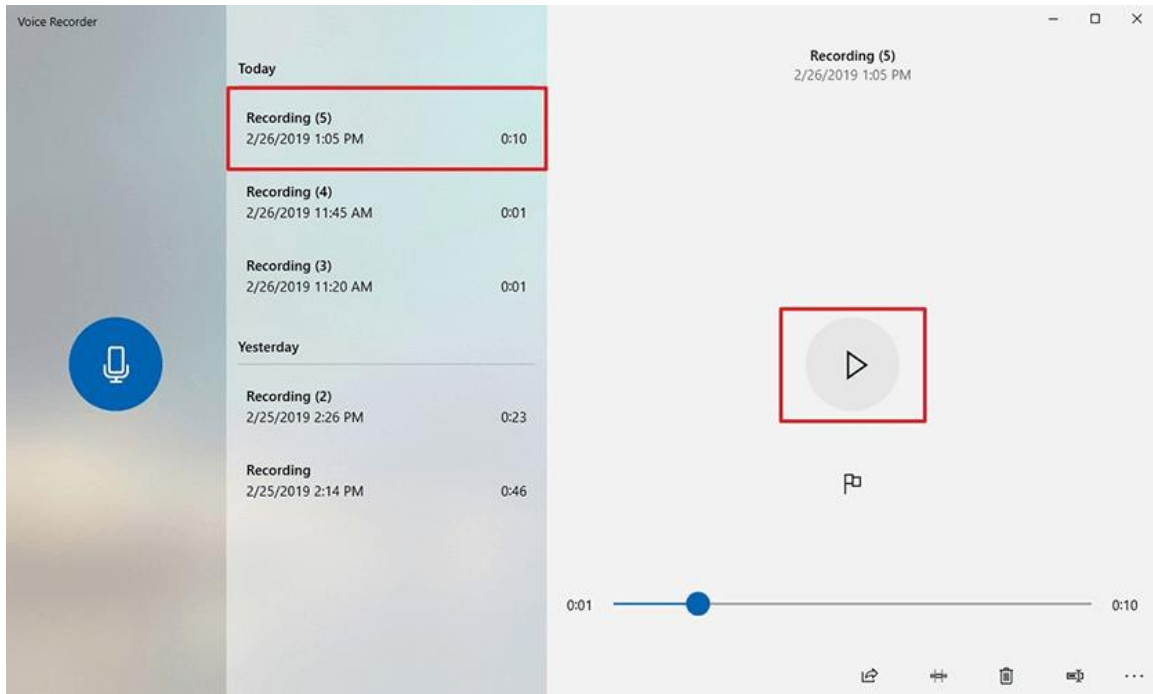 Voice Recorder
Today
Recording (5)
2/26/2019 1:05 PM 0:10
Recording (4)
2/26/2019 11:45 AM 0:01
Recording (3)
2/26/2019 11:20 AM 0:01
Yesterday
Recording (2)
2/25/2019 2:26 PM 0:23
Recording
2/25/2019 2:14 PM 0:46
Recording (5)
2/26/2019 1:05 PM
0:01 0:10